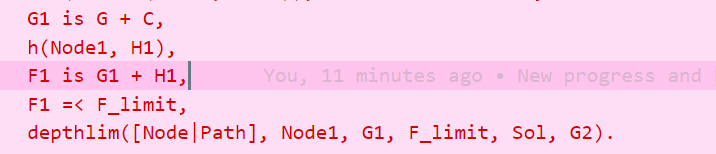 G1 is G + C,
h(Node1, H1),
F1 is G1 + H1, You, 11 minutes ago • New progress and
F1 =< F_limit,
depthlim([Node|Path], Node1, G1, F_limit, Sol, G2).